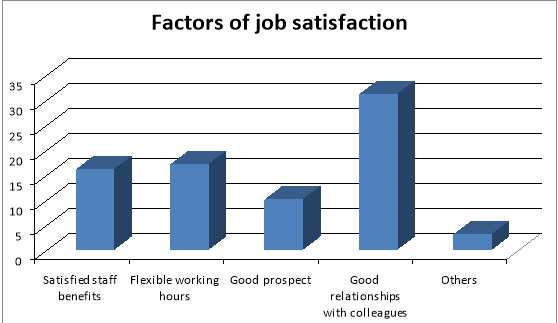 Factors of job satisfaction
35
30
25
20
15
10
5
0
Satisfied staff
benefits
Flexible working
hours
Good prospect
Good
relationships
with colleagues
Others